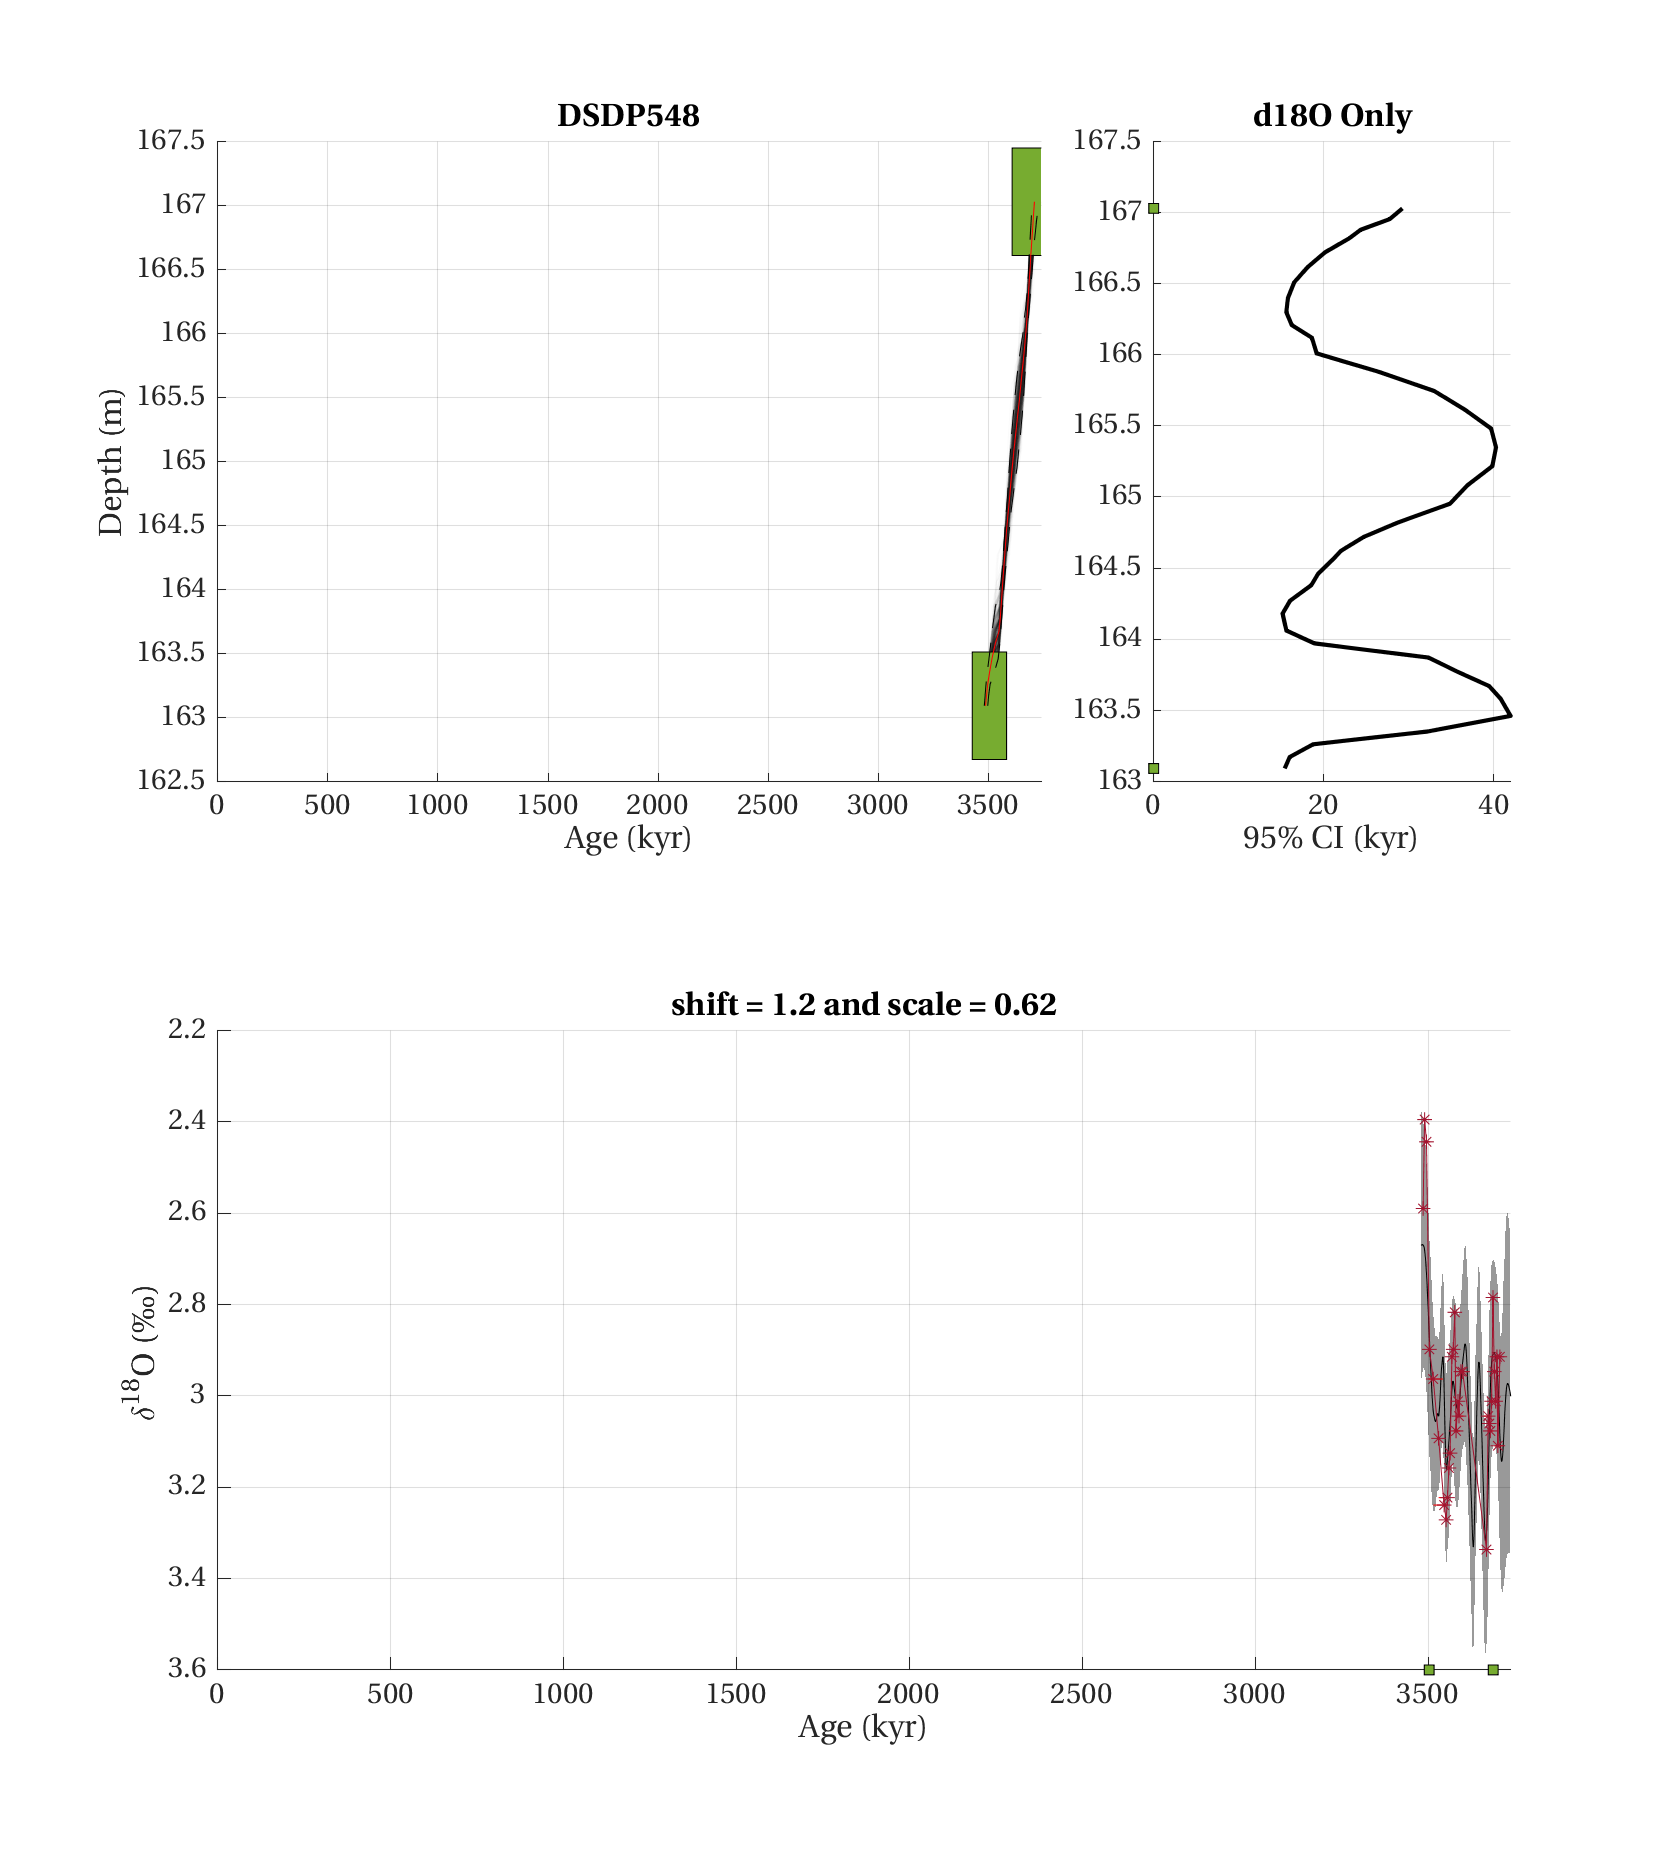 DSDP548
d18O Only
167.5
167
166.5
166
165.5
165
164.5
164
163.5
163
162.5
Depth (m)
0 500 1000 1500 2000 2500 3000 3500
Age (kyr)
167.5
167
166.5
166
165.5
165
164.5
164
163.5
163
0 20 40
95% CI (kyr)
shift = 1.2 and scale = 0.62
2.2
2.4
2.6
2.8
3
3.2
3.4
3.6
δ¹⁸O (‰)
0 500 1000 1500 2000 2500 3000 3500
Age (kyr)